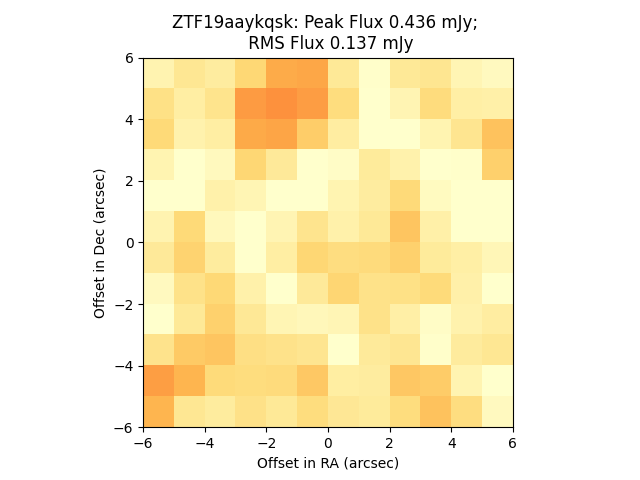 ZTF19aaykqsk: Peak Flux 0.436 mJy;
RMS Flux 0.137 mJy
6
4
2
0
−2
−4
−6
Offset in Dec (arcsec)
−6 −4 −2 0 2 4 6
Offset in RA (arcsec)